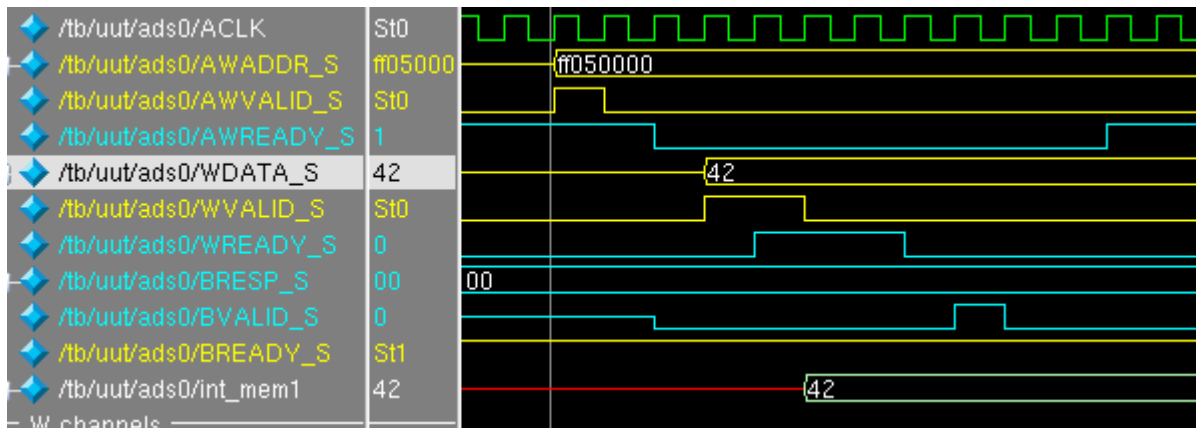 /tb/uut/ads0/ACLK St0
/tb/uut/ads0/AWADDR_S ff05000 ff050000
/tb/uut/ads0/AWVALID_S St0
/tb/uut/ads0/AWREADY_S 1
/tb/uut/ads0/WDATA_S 42 42
/tb/uut/ads0/WVALID_S St0
/tb/uut/ads0/WREADY_S 0
/tb/uut/ads0/BRESP_S 00 00
/tb/uut/ads0/BVALID_S 0
/tb/uut/ads0/BREADY_S St1
/tb/uut/ads0/int_mem1 42 42
W channels